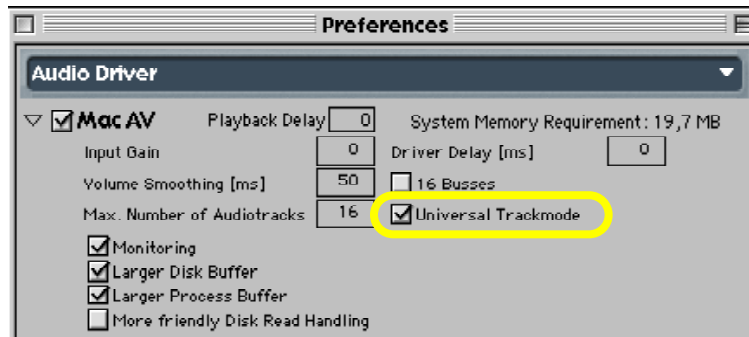 Preferences
Audio Driver
Mac AV Playback Delay 0 System Memory Requirement: 19,7 MB
Input Gain 0 Driver Delay [ms] 0
Volume Smoothing [ms] 50 16 Busses
Max. Number of Audiotracks 16 Universal Trackmode
Monitoring
Larger Disk Buffer
Larger Process Buffer
More friendly Disk Read Handling